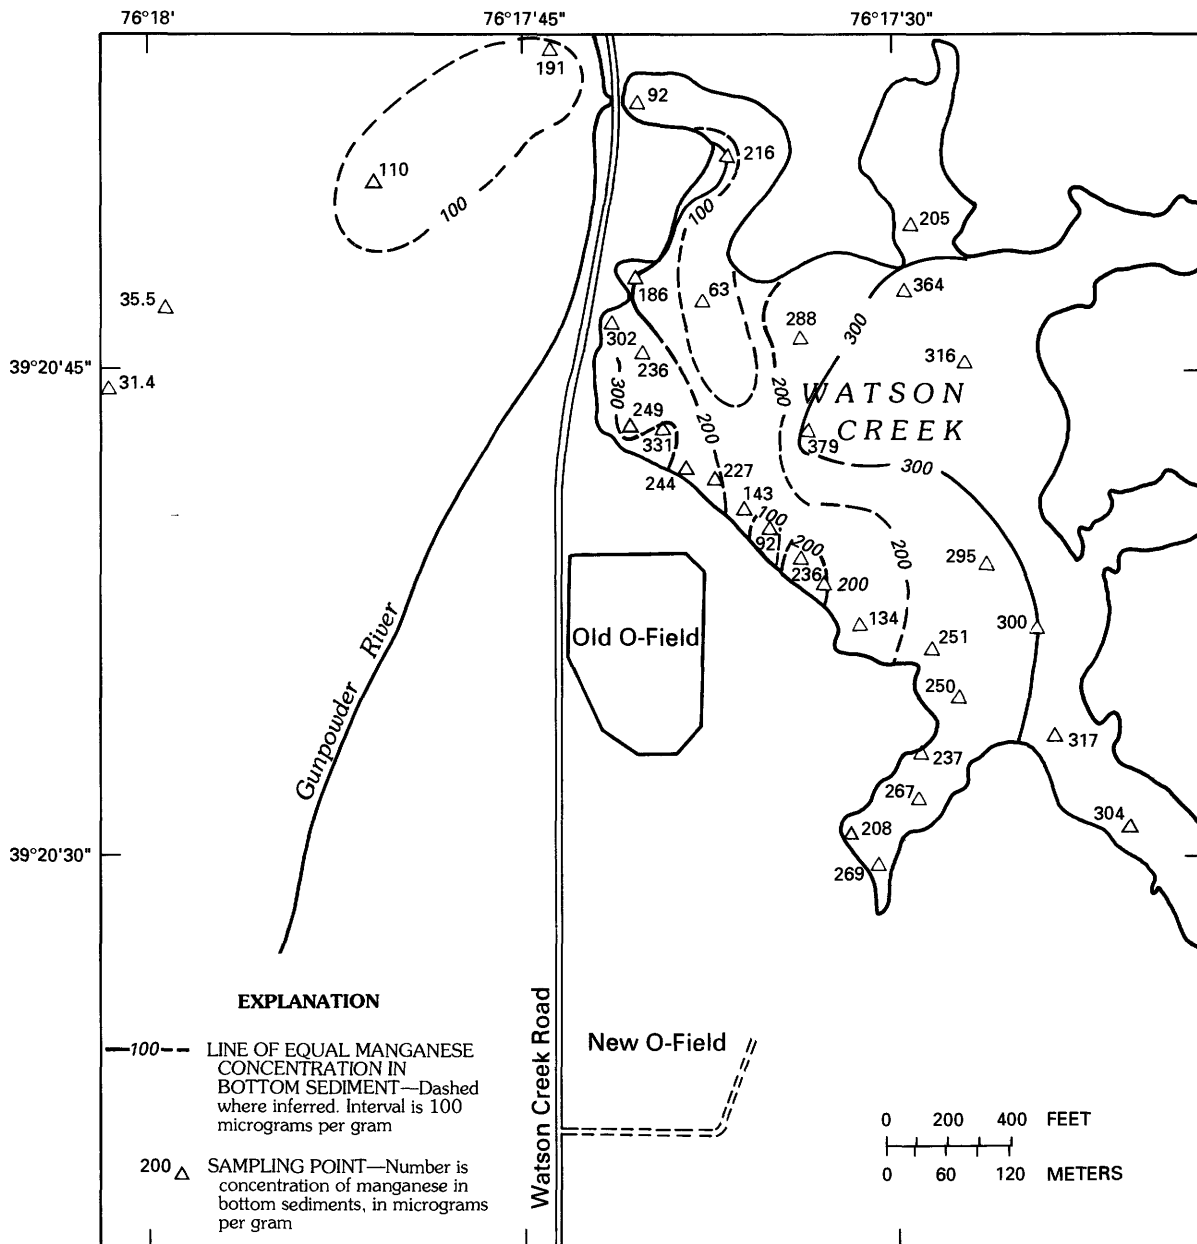 76°18'
76°17'45"
76°17'30"
191
92
110
100
216
100
205
35.5
186
63
364
288
300
302
316
39°20'45"
31.4
236
300
200
WATSON
CREEK
249
200
331
379
300
244
227
143
100
92
200
236
200
200
295
Old O-Field
134
251
300
250
Gunpowder River
317
237
267
208
304
269
39°20'30"
EXPLANATION
100
LINE OF EQUAL MANGANESE
CONCENTRATION IN
BOTTOM SEDIMENT—Dashed
where inferred. Interval is 100
micrograms per gram
200
SAMPLING POINT—Number is
concentration of manganese in
bottom sediments, in micrograms
per gram
Watson Creek Road
New O-Field
0 200 400 FEET
0 60 120 METERS